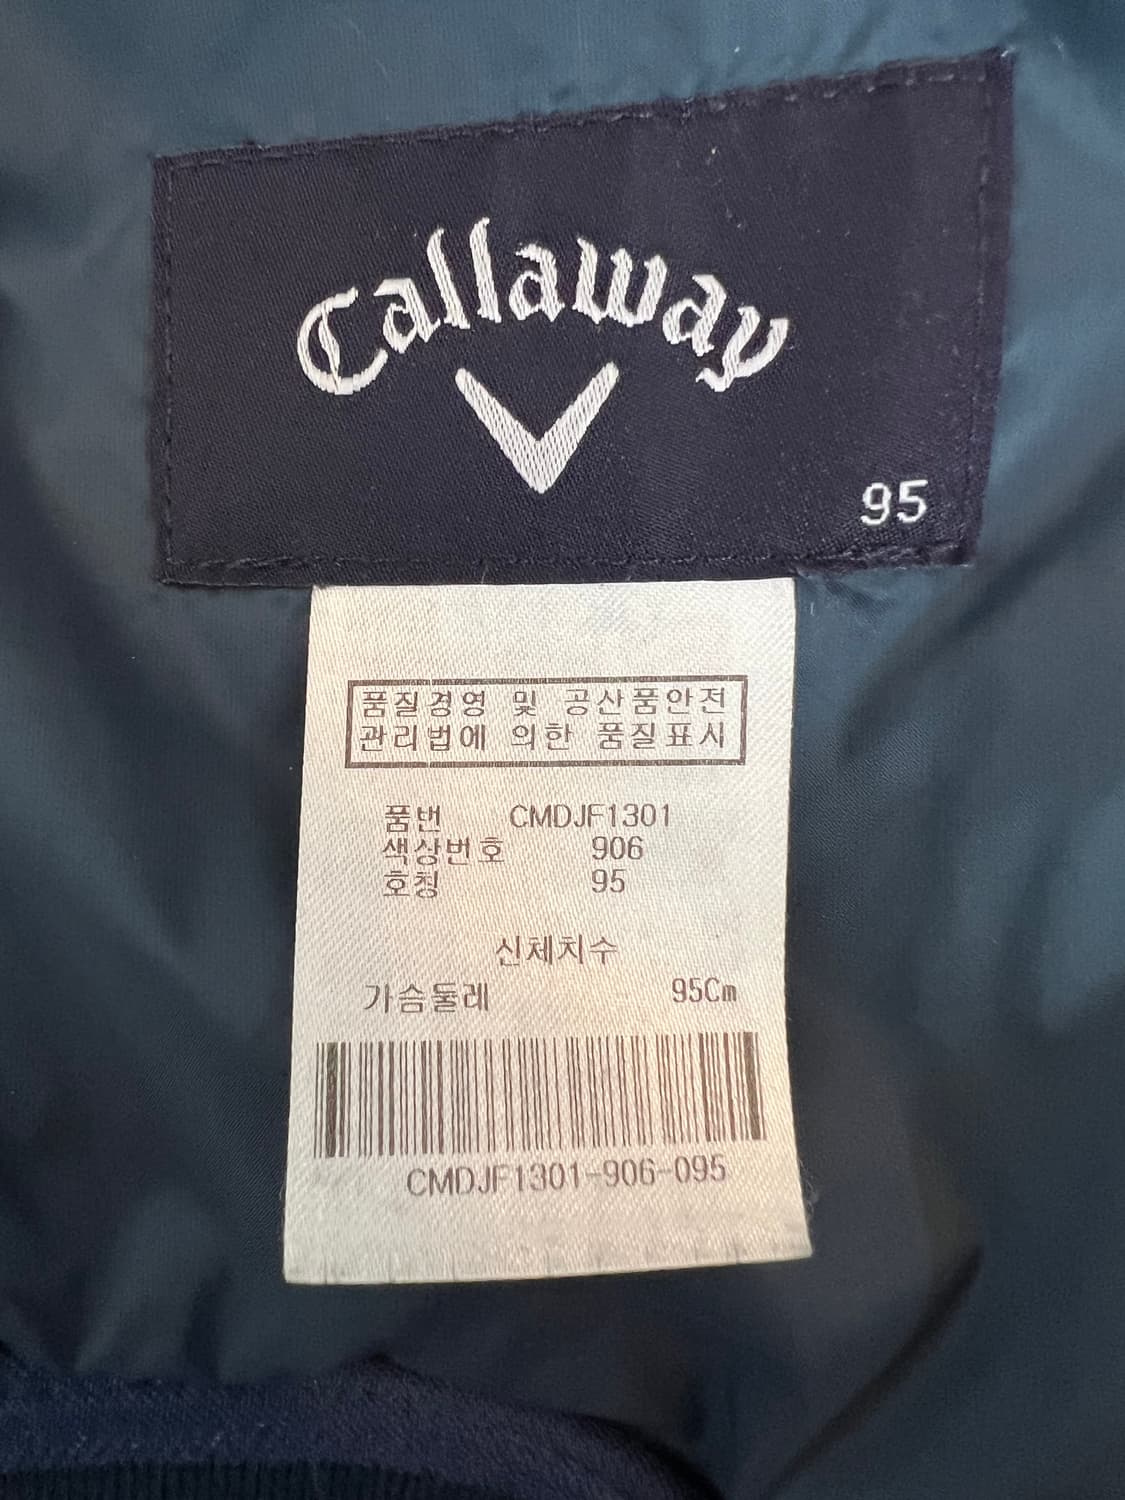 Callaway
95
품질경영 및 공산품안전
관리법에 의한 품질표시
품번 CMDJF1301
색상번호 906
호칭 95
신체치수
가슴둘레 95Cm
CMDJF1301-906-095